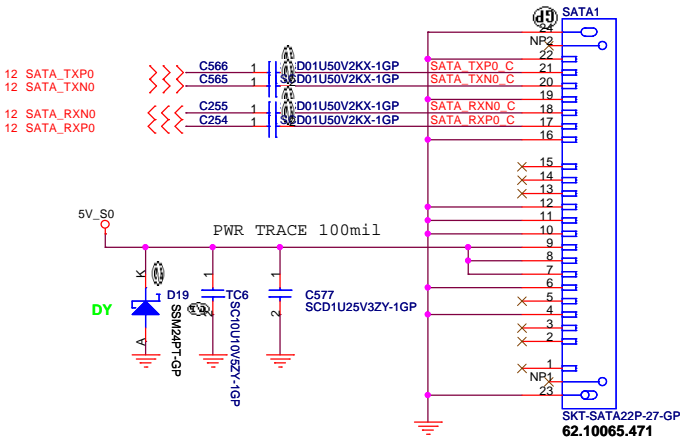 SATA1
GP
24
NP2
22
12 SATA_TXP0
C566
1
D01U50V2KX-1GP
SATA_TXP0_C
21
12 SATA_TXN0
C565
1
SCD01U50V2KX-1GP
SATA_TXN0_C
20
19
12 SATA_RXN0
C255
1
D01U50V2KX-1GP
SATA_RXN0_C
18
12 SATA_RXP0
C254
1
SCD01U50V2KX-1GP
SATA_RXP0_C
17
16
15
14
13
12
11
10
9
8
7
6
5
4
3
2
1
NP1
23
5V_S0
PWR TRACE 100mil
DY
K
D19
A
SSM24PT-GP
1
TC6
SC10U10V5ZY-1GP
1
C577
2
SCD1U25V3ZY-1GP
SKT-SATA22P-27-GP
62.10065.471